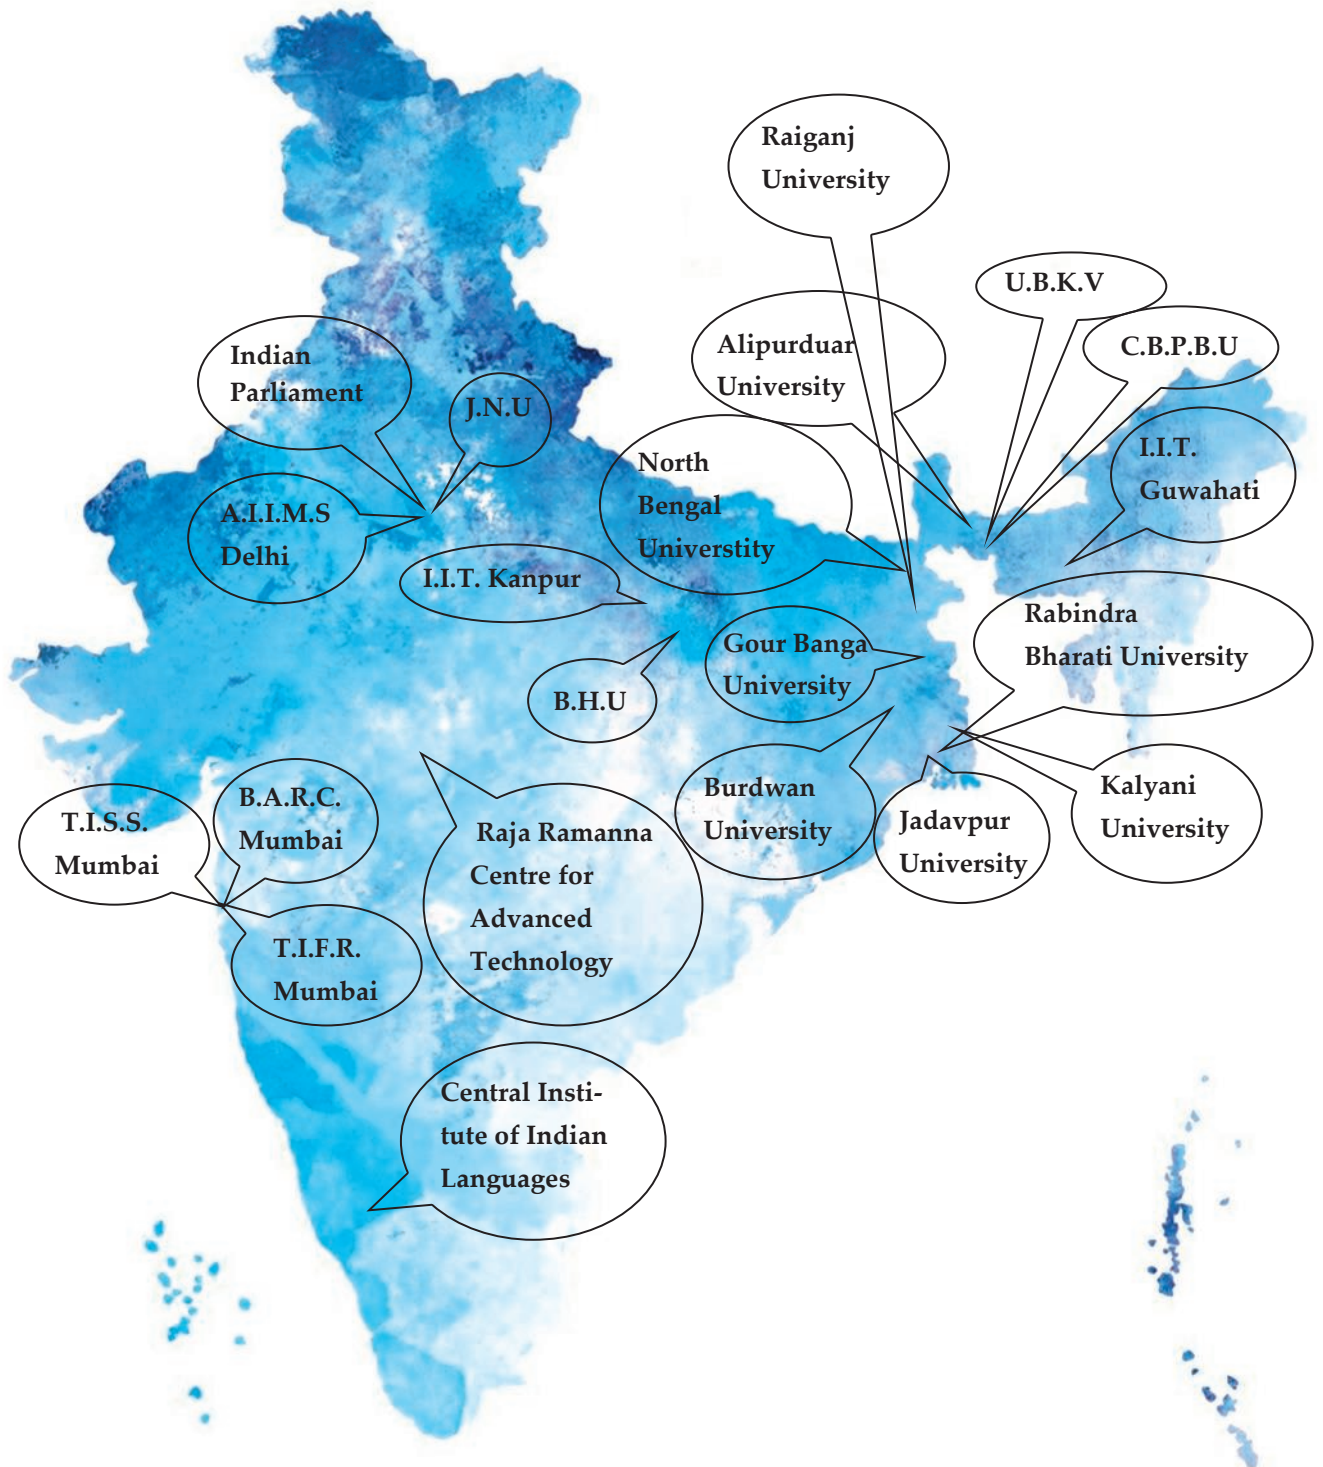 Raiganj
University
U.B.K.V
C.B.P.B.U
Alipurduar
University
Indian
Parliament
J.N.U
I.I.T.
Guwahati
North
Bengal
Universtity
A.I.I.M.S
Delhi
I.I.T. Kanpur
Rabindra
Bharati University
Gour Banga
University
B.H.U
Burdwan
University
Kalyani
University
Jadavpur
University
B.A.R.C.
Mumbai
T.I.S.S.
Mumbai
Raja Ramanna
Centre for
Advanced
Technology
T.I.F.R.
Mumbai
Central Insti-
tute of Indian
Languages